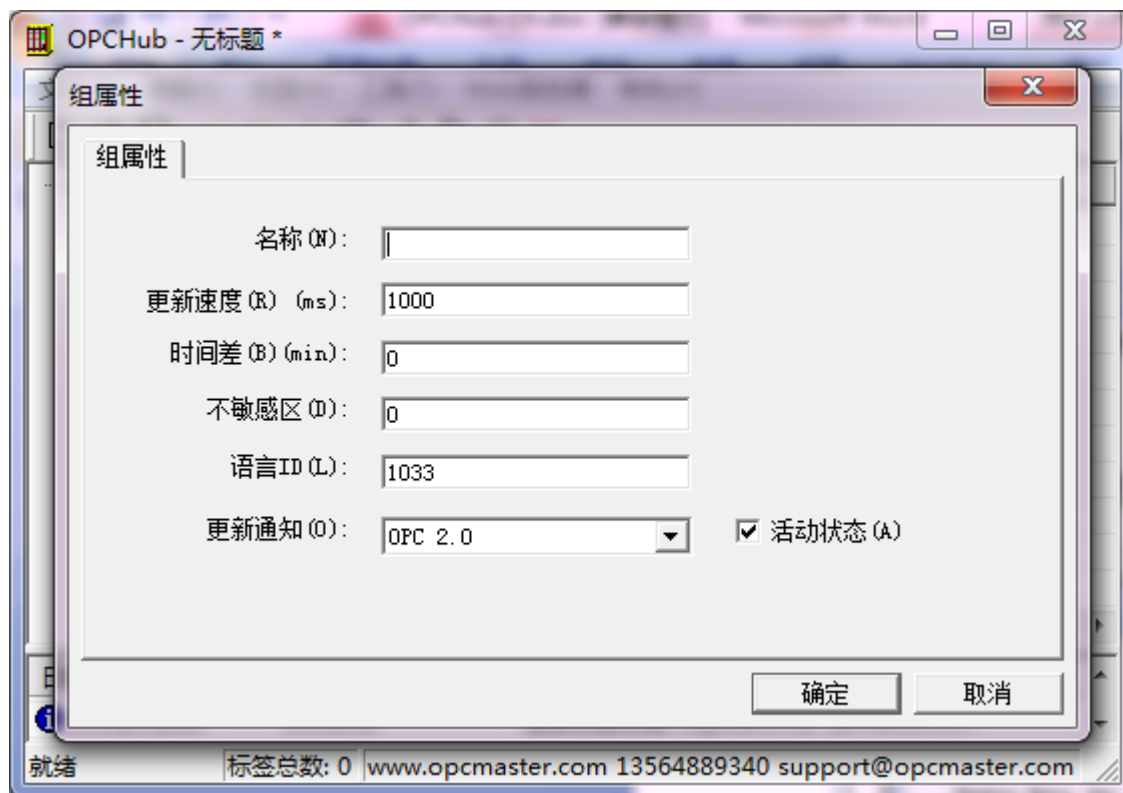 OPCHub - 无标题 *
组属性
组属性
名称(N):
更新速度(R) (ms):
1000
时间差(B)(min):
0
不敏感区(D):
0
语言ID(L):
1033
更新通知(O):
OPC 2.0
活动状态(A)
确定
取消
就绪
标签总数: 0
www.opcmaster.com 13564889340 support@opcmaster.com